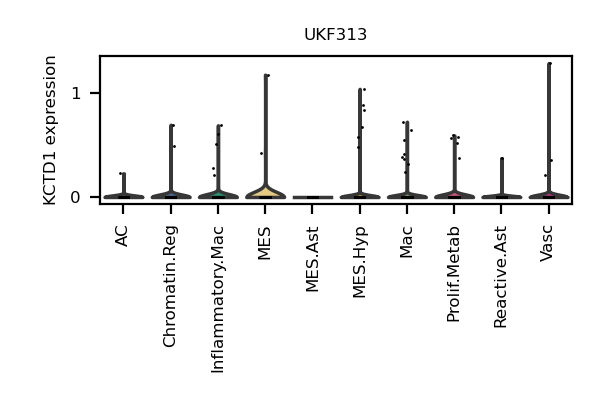 UKF313
KCTD1 expression
1
0
AC
Chromatin.Reg
Inflammatory.Mac
MES
MES.Ast
MES.Hyp
Mac
Prolif.Metab
Reactive.Ast
Vasc